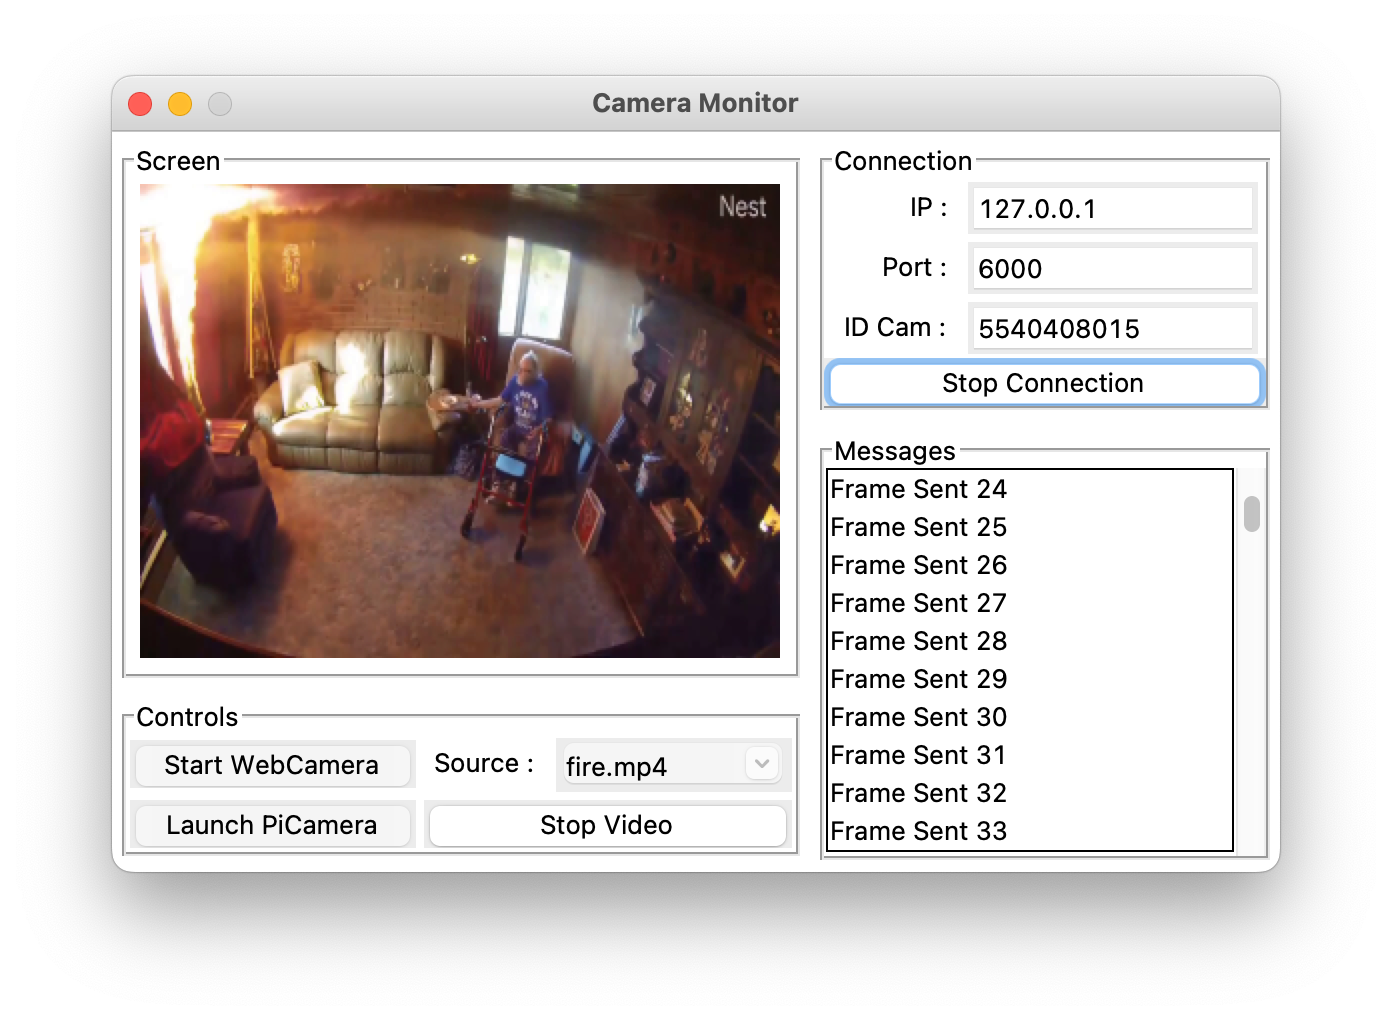 Camera Monitor
Screen
Nest
Controls
Start WebCamera
Source :
fire.mp4
Launch PiCamera
Stop Video
Connection
IP :
127.0.0.1
Port :
6000
ID Cam :
5540408015
Stop Connection
Messages
Frame Sent 24
Frame Sent 25
Frame Sent 26
Frame Sent 27
Frame Sent 28
Frame Sent 29
Frame Sent 30
Frame Sent 31
Frame Sent 32
Frame Sent 33